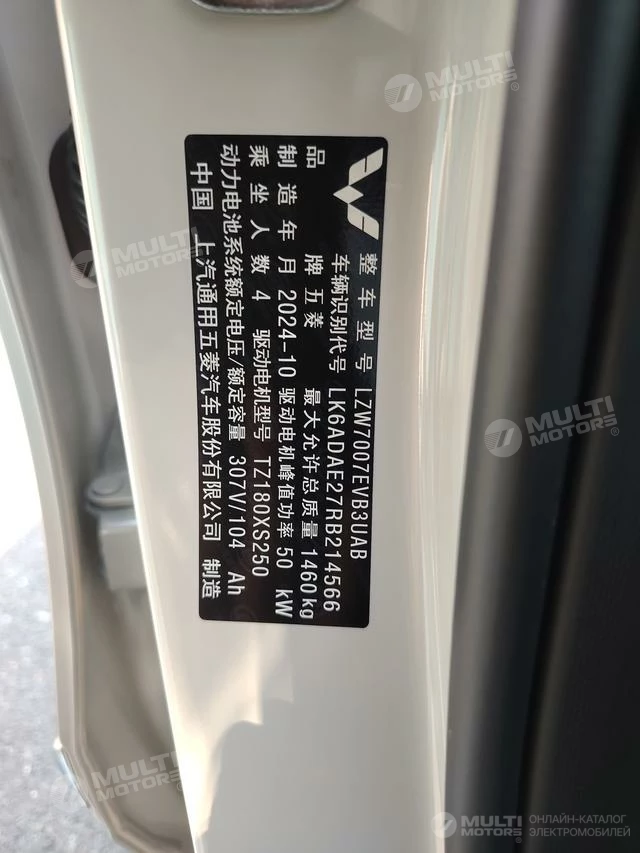 整车型号 LZW7007EVB3UAB
车辆识别代号 LK6ADAE27RB214566
品牌 五菱 最大允许总质量 1460kg
制造年月 2024-10 驱动电机峰值功率 50 kW
乘坐人数 4 驱动电机型号 TZ180XS250
动力电池系统额定电压/额定容量 307V/104 Ah
中国 上汽通用五菱汽车股份有限公司 制造
MULTI
MOTORS®
MULTI
MOTORS®
MULTI
MOTORS®
MULTI
MOTORS®
MULTI
MOTORS®
ОНЛАЙН-КАТАЛОГ
ЭЛЕКТРОМОБИЛЕЙ